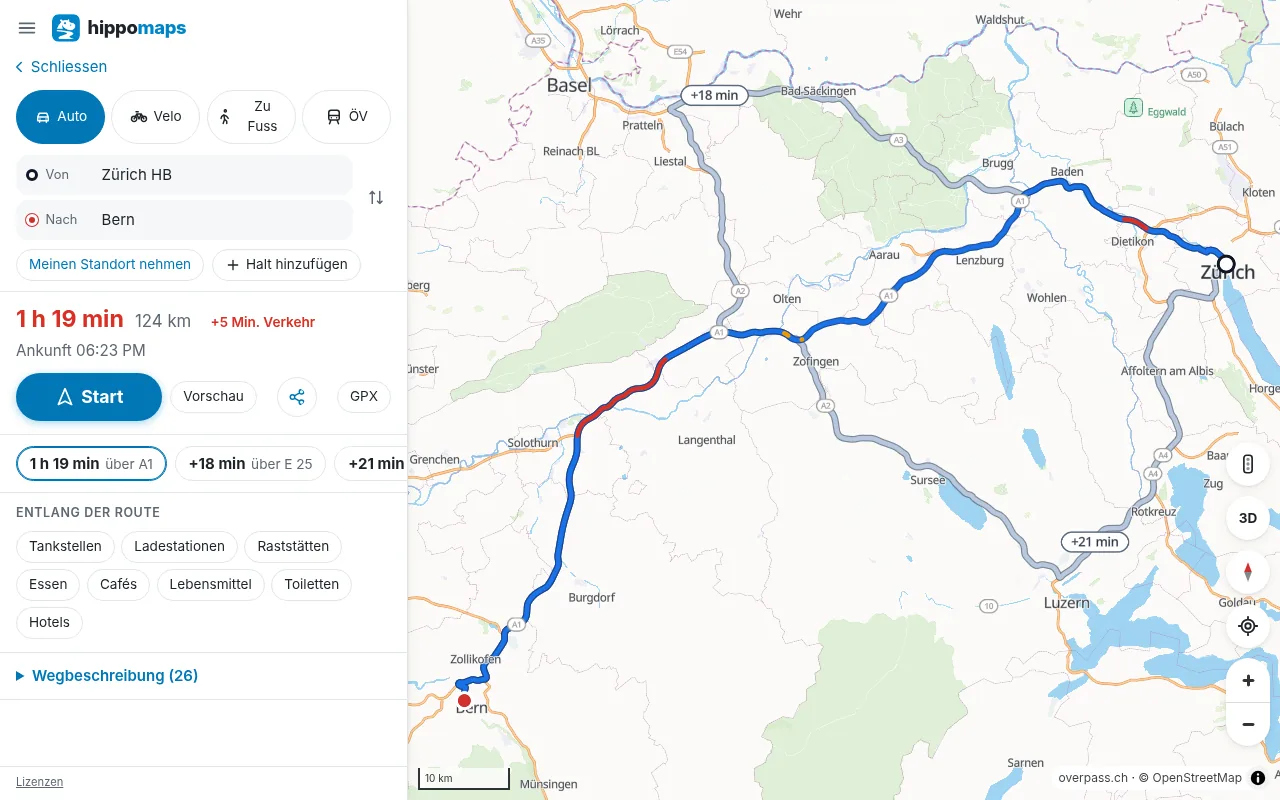 hippomaps
Schliessen
Auto
Velo
Zu
Fuss
ÖV
Von Zürich HB
Nach Bern
Meinen Standort nehmen
Halt hinzufügen
1 h 19 min 124 km +5 Min. Verkehr
Ankunft 06:23 PM
Start
Vorschau
GPX
1 h 19 min über A1
+18 min über E 25
+21 min
ENTLANG DER ROUTE
Tankstellen
Ladestationen
Raststätten
Essen
Cafés
Lebensmittel
Toiletten
Hotels
Wegbeschreibung (26)
Lizenzen
Wehr
Waldshut
Lörrach
A35
E54
A50
Basel
+18 min
Bad-Säckingen
Eggwald
Pratteln
Bülach
Reinach BL
A3
A51
Liestal
Brugg
Baden
Kloten
A1
Dietikon
Aarau
Lenzburg
Zürich
berg
A2
Olten
A1
Wohlen
A1
Zofingen
ünster
Affoltern am Albis
Horge
A2
Solothurn
Langenthal
Grenchen
A4
Baar
A4
Sursee
Zug
Rotkreuz
3D
+21 min
Burgdorf
10
Luzern
Goldau
A1
Zollikofen
Bern
Sarnen
10 km
Münsingen
overpass.ch · © OpenStreetMap